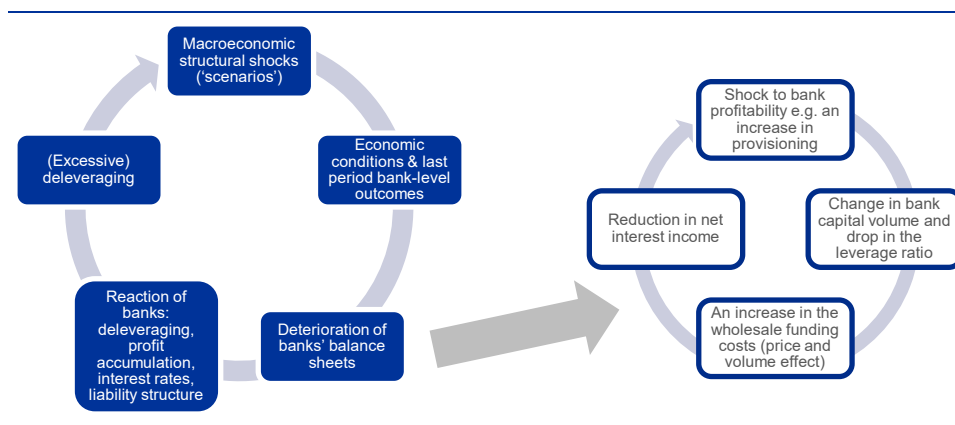 Macroeconomic
structural shocks
(‘scenarios’)
Economic
conditions & last
period bank-level
outcomes
Deterioration of
banks’ balance
sheets
Reaction of
banks:
deleveraging,
profit
accumulation,
interest rates,
liability structure
(Excessive)
deleveraging
Shock to bank
profitability e.g. an
increase in
provisioning
Change in bank
capital volume and
drop in the
leverage ratio
An increase in the
wholesale funding
costs (price and
volume effect)
Reduction in net
interest income